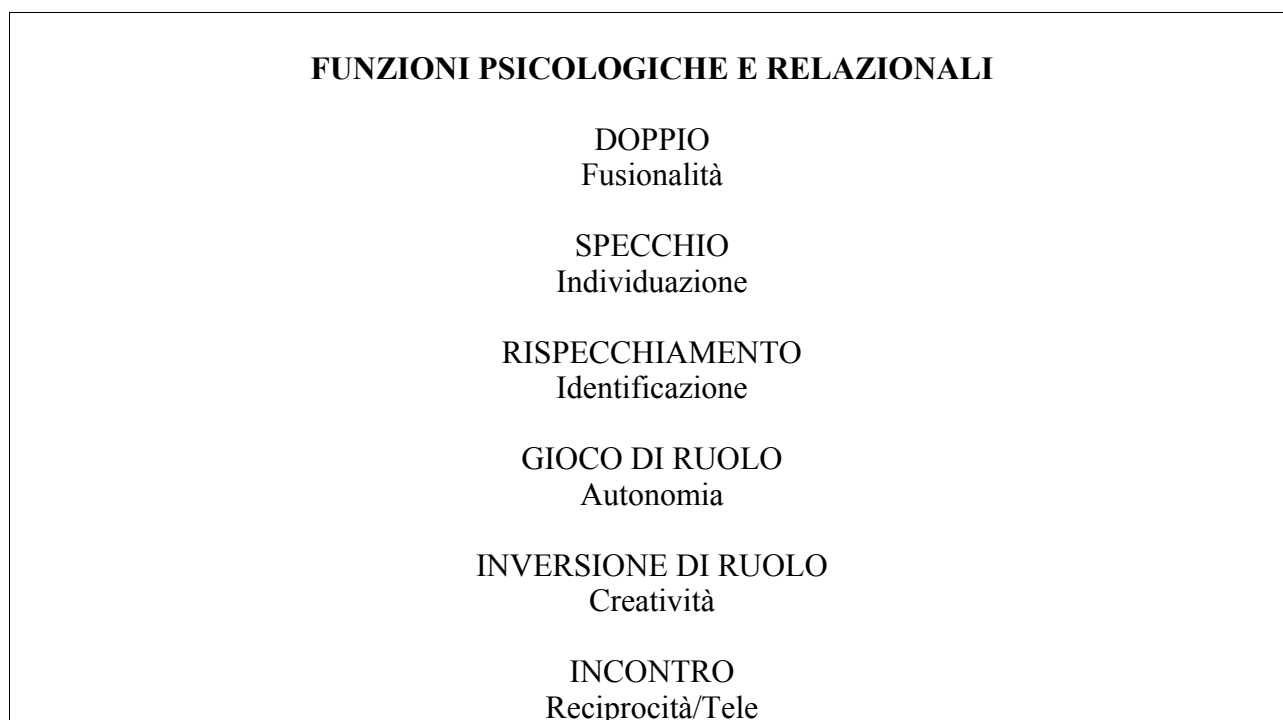 FUNZIONI PSICOLOGICHE E RELAZIONALI
DOPPIO
Fusionalità
SPECCHIO
Individuazione
RISPECCHIAMENTO
Identificazione
GIOCO DI RUOLO
Autonomia
INVERSIONE DI RUOLO
Creatività
INCONTRO
Reciprocità/Tele